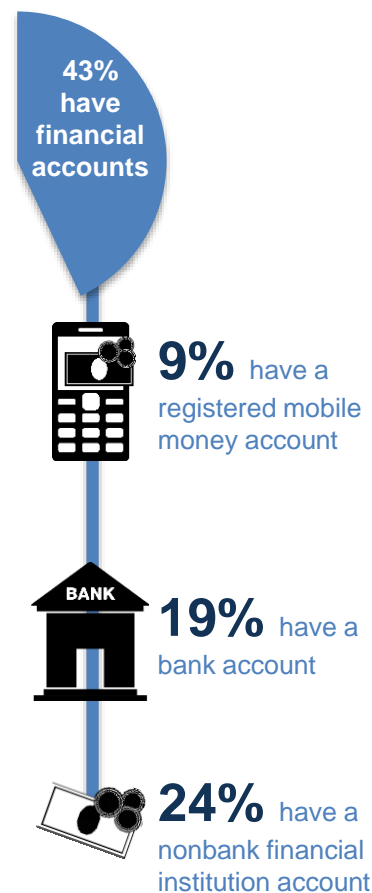 43%
have
financial
accounts
9% have a
registered mobile
money account
BANK
19% have a
bank account
24% have a
nonbank financial
institution account